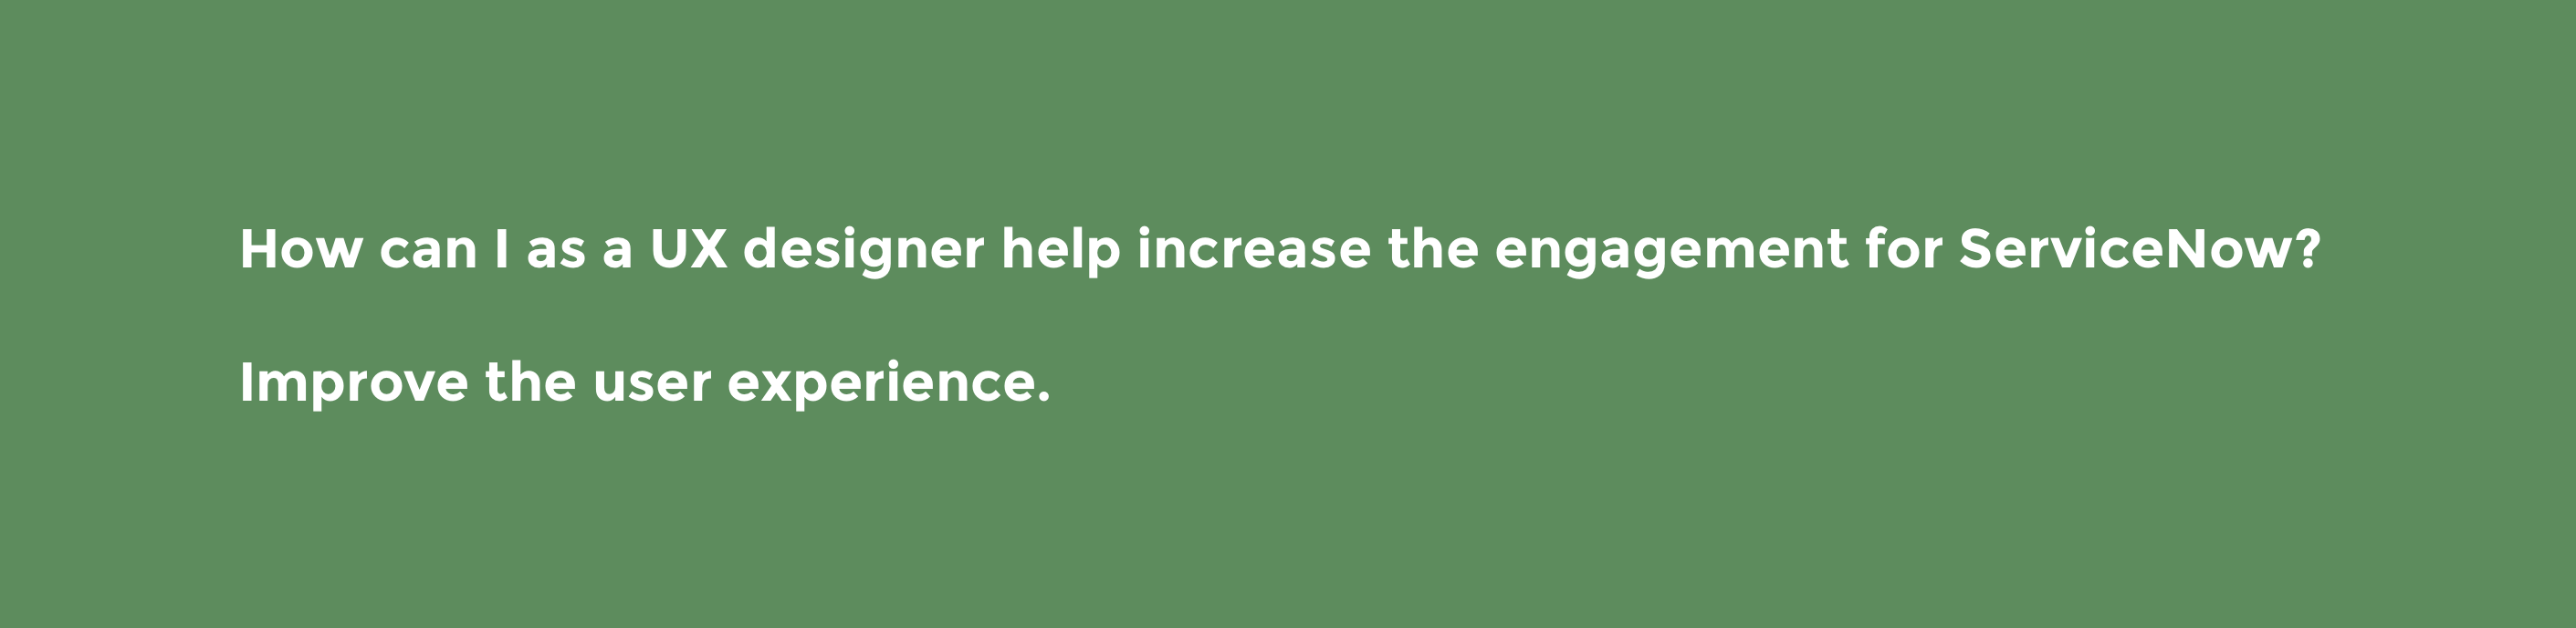 How can I as a UX designer help increase the engagement for ServiceNow?
Improve the user experience.